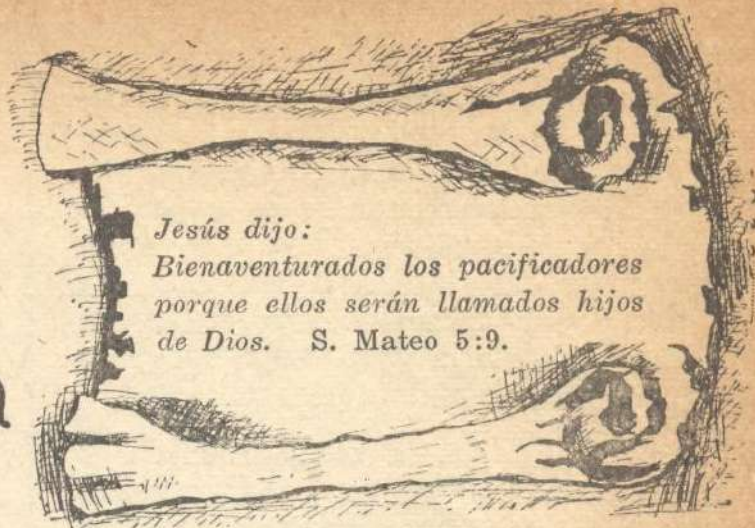 Jesús dijo:
Bienaventurados los pacificadores
porque ellos serán llamados hijos
de Dios. S. Mateo 5:9.